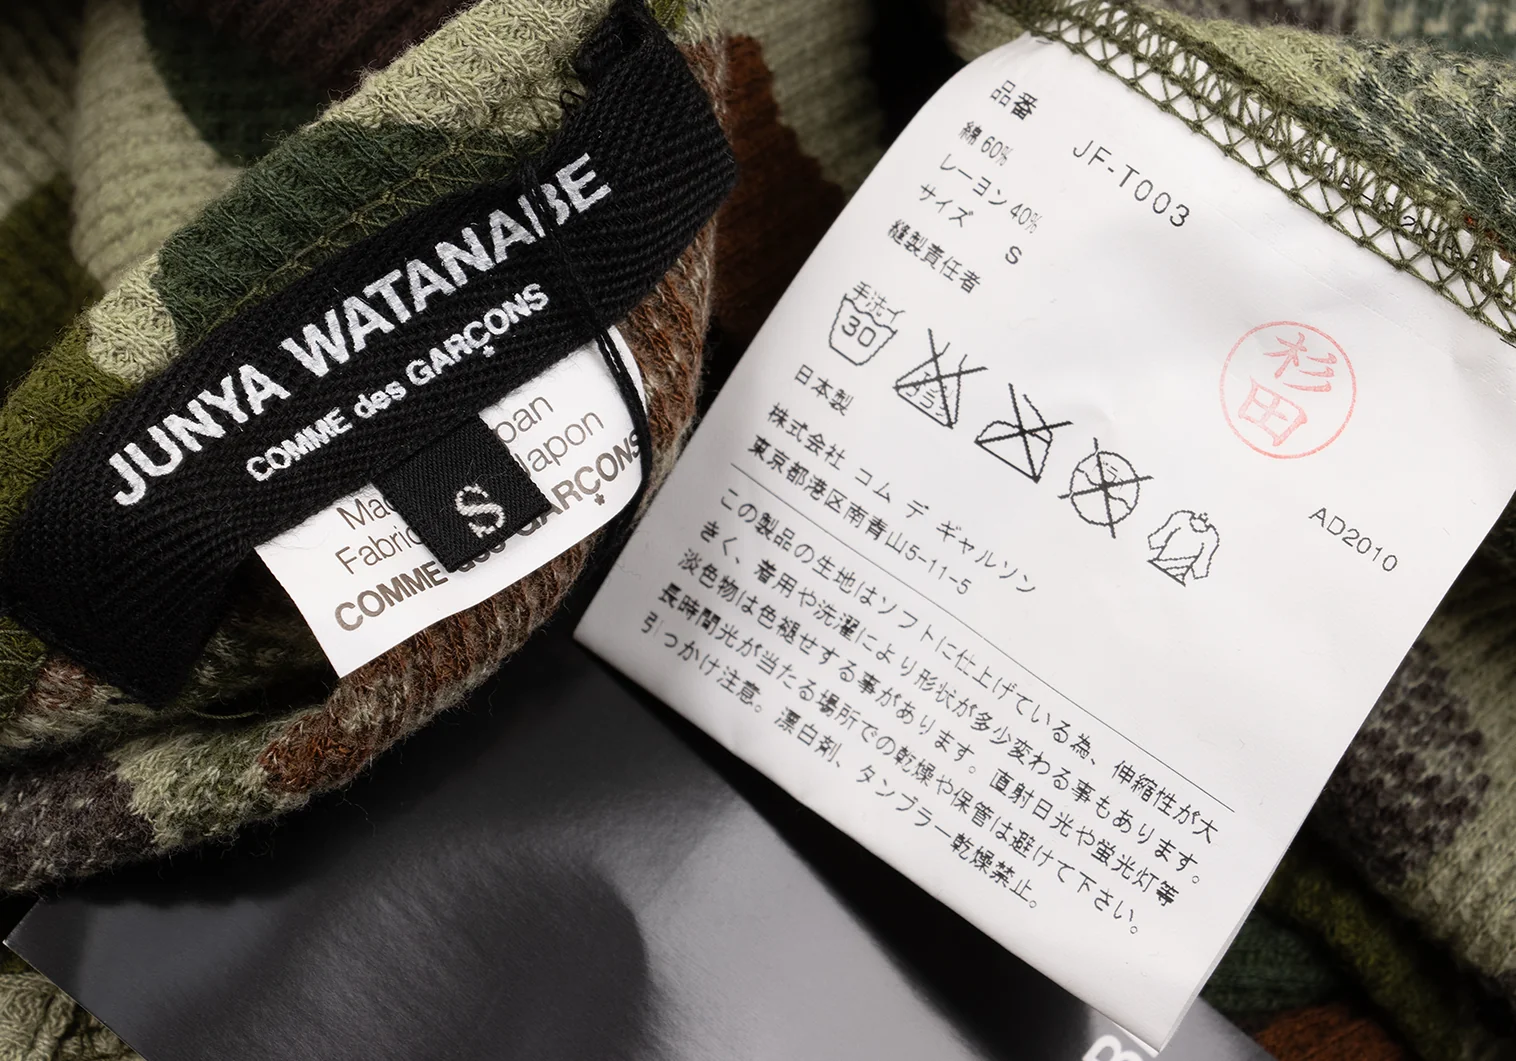 JUNYA WATANABE
COMME des GARÇONS
S
Japon
COMME des GARÇONS
品番
JF-T003
綿 60%
レーヨン 40%
サイズ S
縫製責任者
手洗イ
30
杉田
日本製
株式会社 コム デ ギャルソン
東京都港区南青山5-11-5
AD2010
この製品の生地はソフトに仕上げている為、伸縮性が大
きく、着用や洗濯により形状が多少変わる事もあります。
淡色物は色褪せする事があります。直射日光や蛍光灯等
長時間光が当たる場所での乾燥や保管は避けて下さい。
引っかけ注意。漂白剤、タンブラー乾燥禁止。